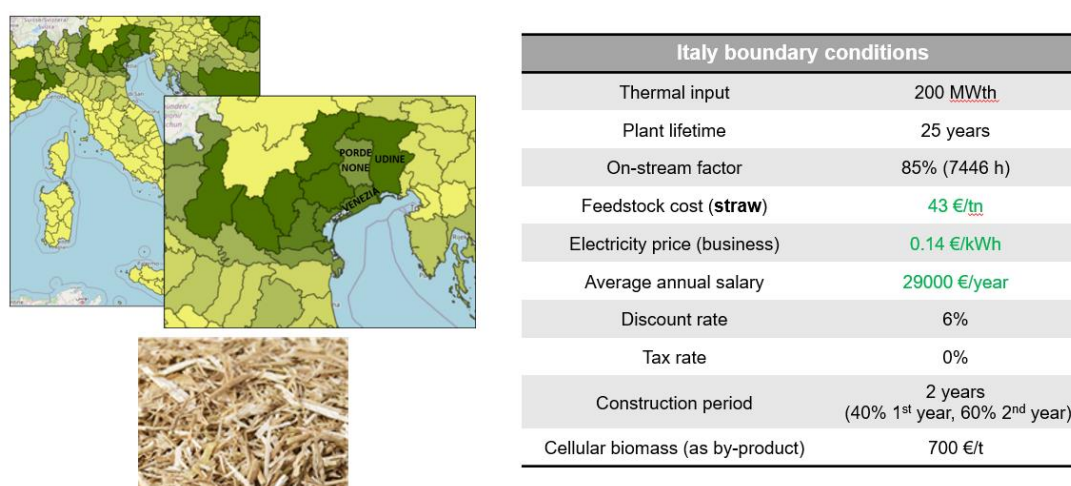 PORDE
NONE
UDINE
VENEZIA
Italy boundary conditions
Thermal input 200 MWth
Plant lifetime 25 years
On-stream factor 85% (7446 h)
Feedstock cost (straw) 43 €/tn
Electricity price (business) 0.14 €/kWh
Average annual salary 29000 €/year
Discount rate 6%
Tax rate 0%
Construction period 2 years
(40% 1st year, 60% 2nd year)
Cellular biomass (as by-product) 700 €/t